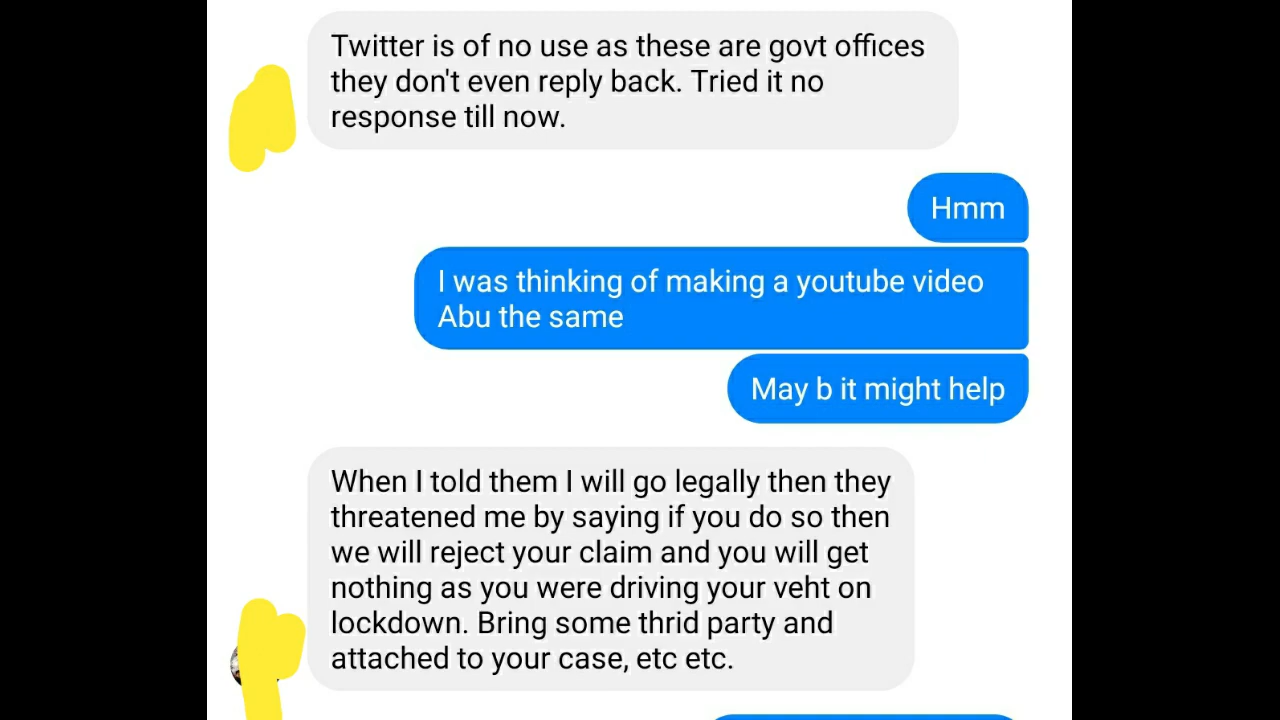 Twitter is of no use as these are govt offices
they don't even reply back. Tried it no
response till now.
Hmm
I was thinking of making a youtube video
Abu the same
May b it might help
When I told them I will go legally then they
threatened me by saying if you do so then
we will reject your claim and you will get
nothing as you were driving your veht on
lockdown. Bring some thrid party and
attached to your case, etc etc.